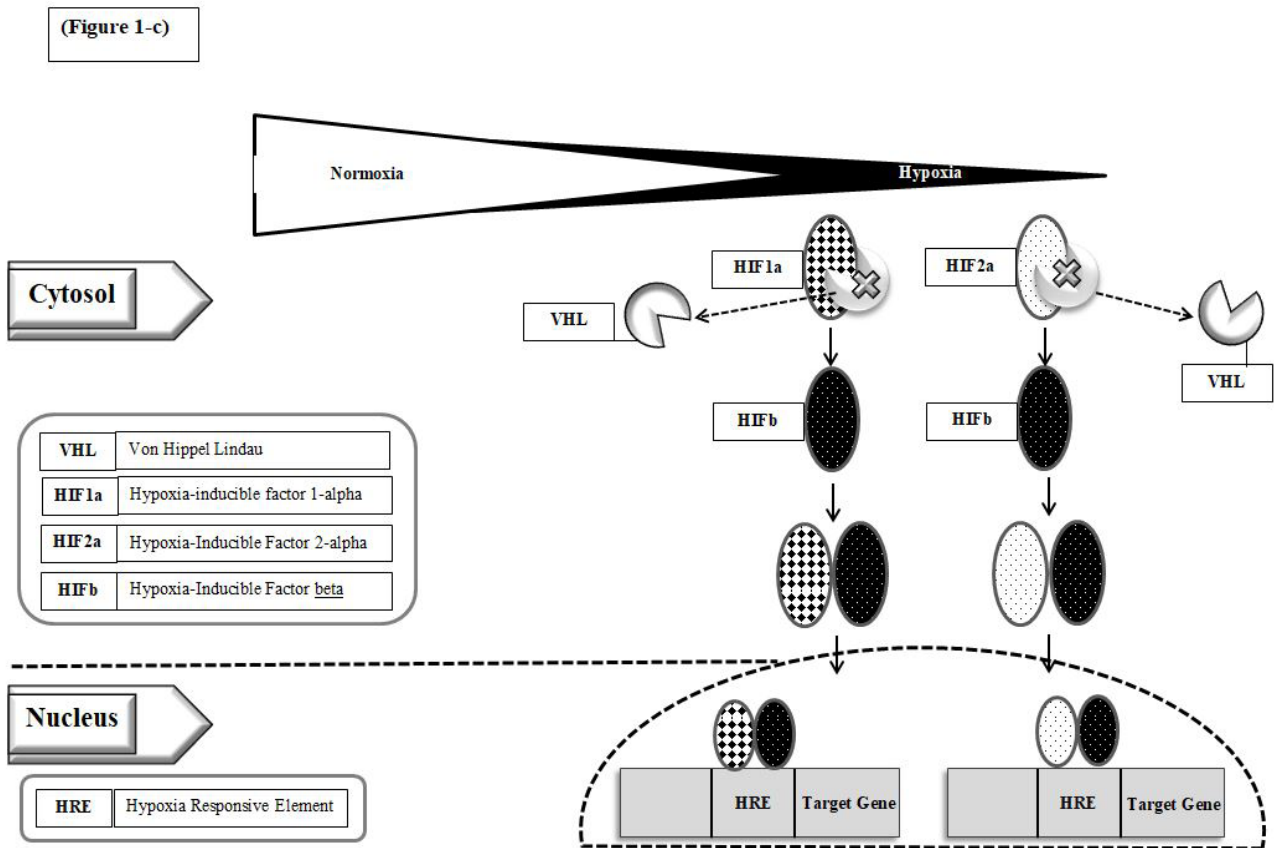 (Figure 1-c)
Normoxia
Hypoxia
HIF1a
HIF2a
Cytosol
VHL
VHL
HIFb
HIFb
VHL Von Hippel Lindau
HIF1a Hypoxia-inducible factor 1-alpha
HIF2a Hypoxia-Inducible Factor 2-alpha
HIFb Hypoxia-Inducible Factor beta
Nucleus
HRE Hypoxia Responsive Element
HRE Target Gene
HRE Target Gene